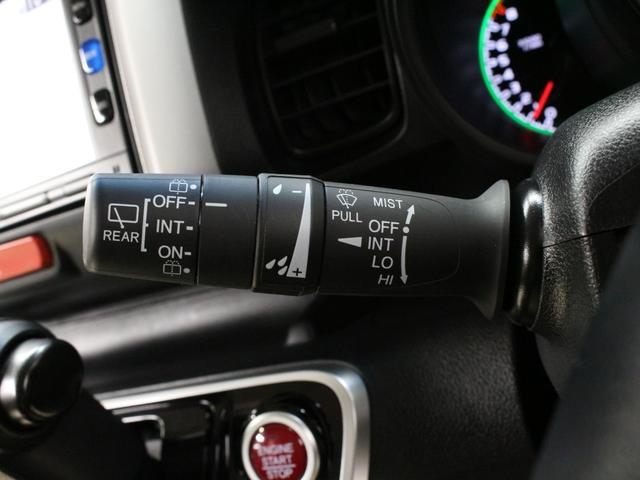 REAR
OFF
INT
ON
- 
+
PULL
MIST
OFF
INT
LO
HI
ENGINE
START
STOP